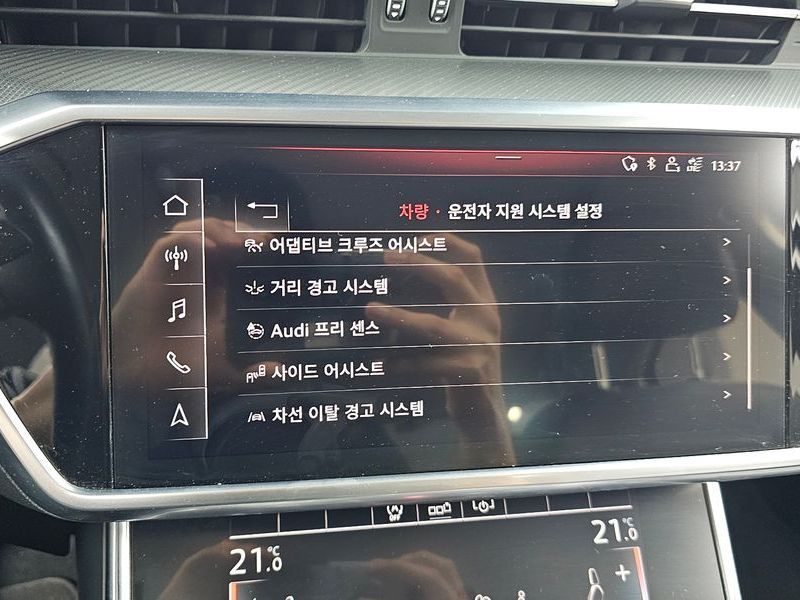 13:37
차량 · 운전자 지원 시스템 설정
어댑티브 크루즈 어시스트
거리 경고 시스템
Audi 프리 센스
사이드 어시스트
차선 이탈 경고 시스템
OFF
21.0°C
21.5°C
+